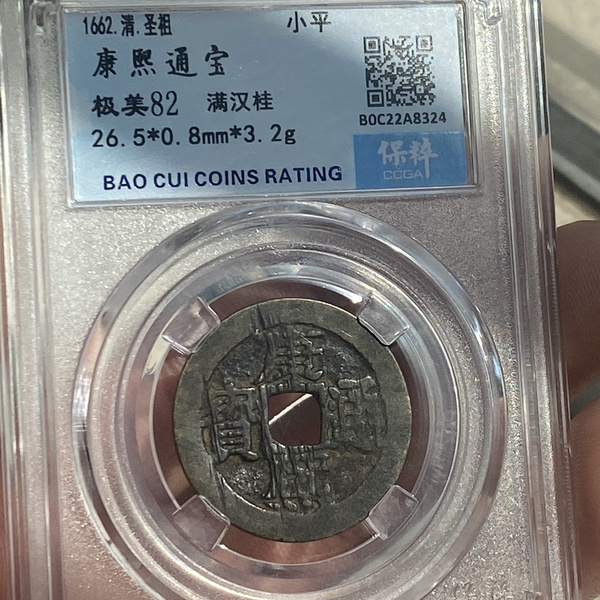 1662.清.圣祖 小平
康熙通宝
极美82 满汉桂
B0C22A8324
26.5*0.8mm*3.2g
保粹
CCGA
BAO CUI COINS RATING
康熙通寶